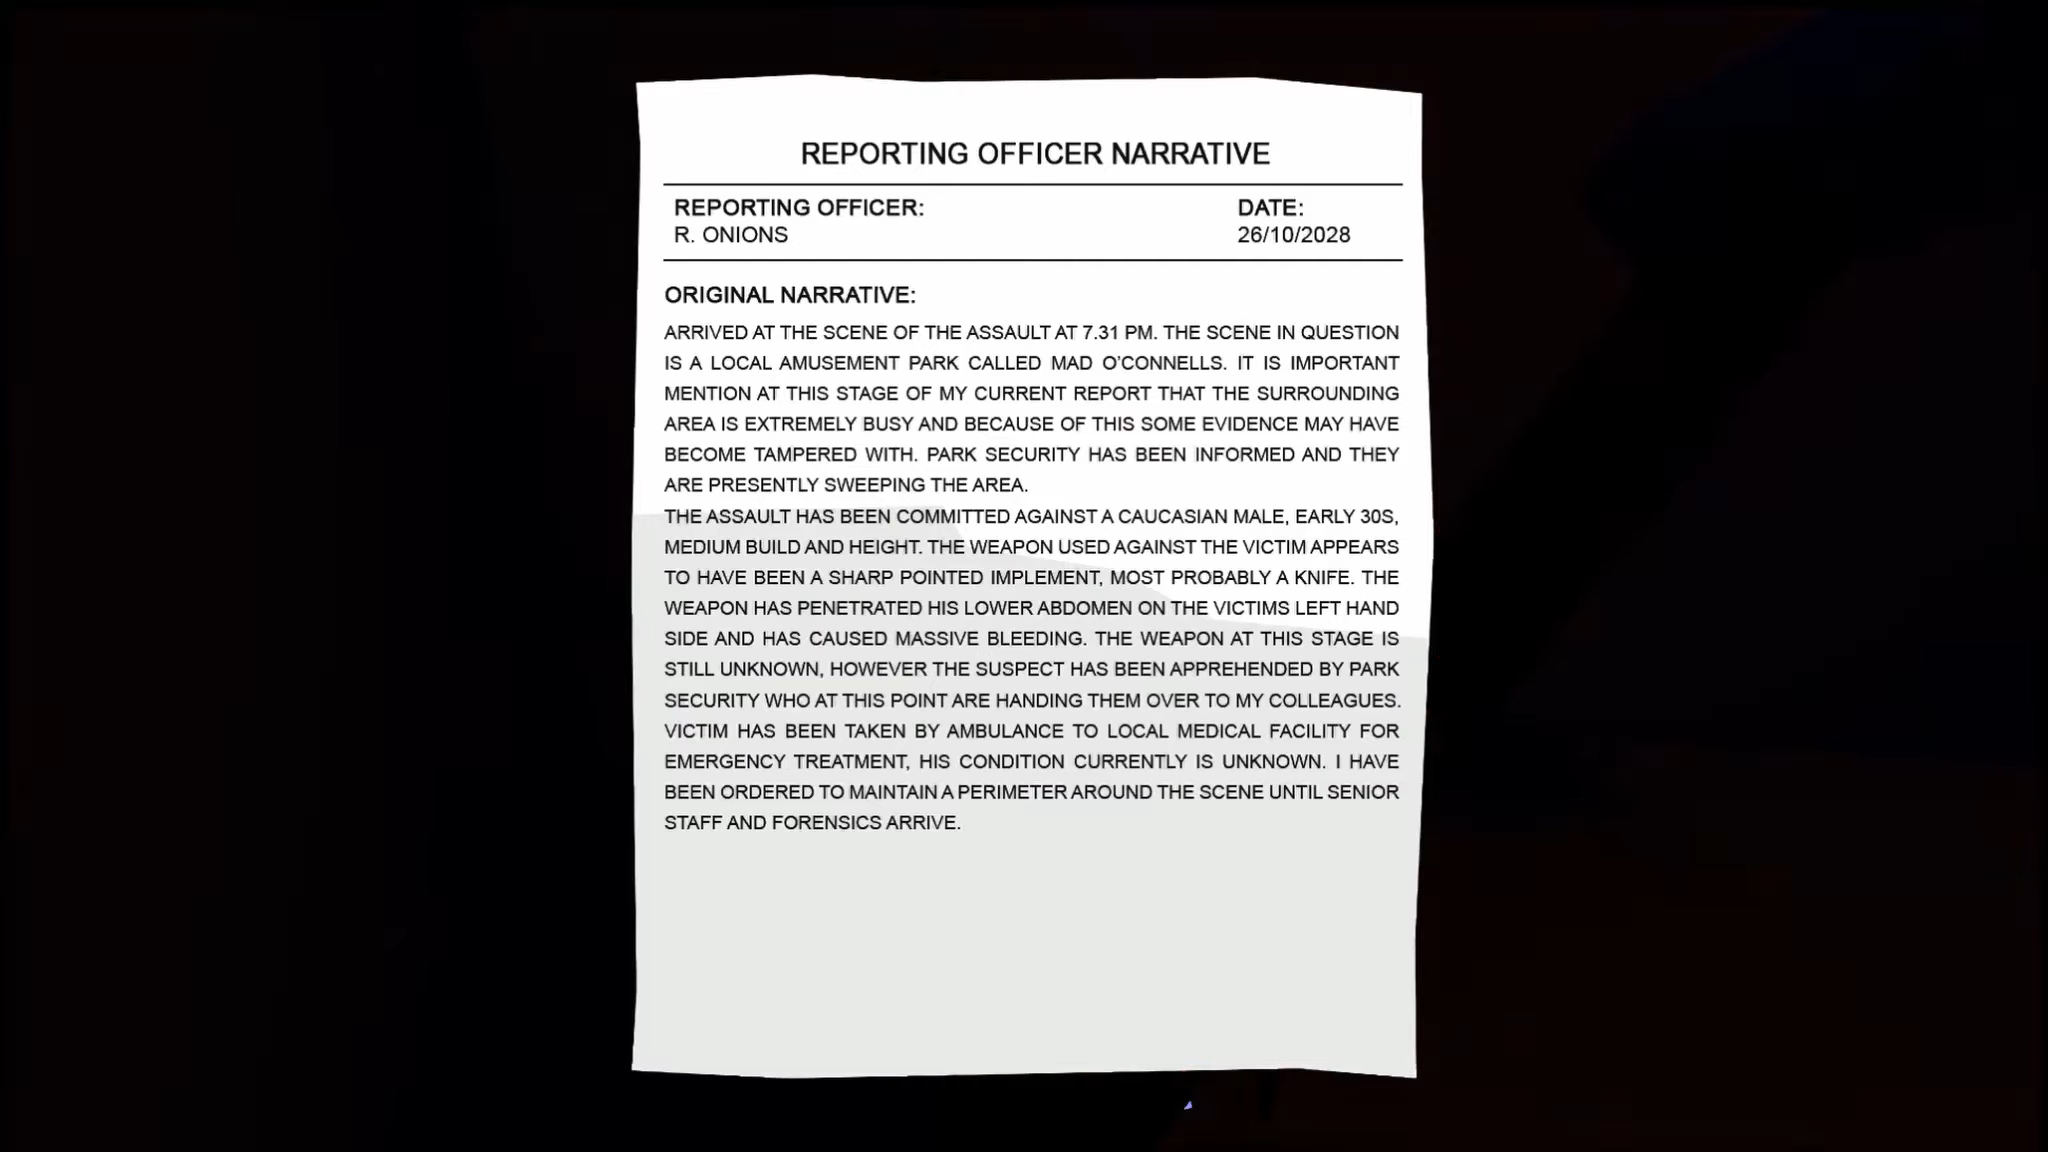 REPORTING OFFICER NARRATIVE
REPORTING OFFICER:
R. ONIONS
DATE:
26/10/2028
ORIGINAL NARRATIVE:
ARRIVED AT THE SCENE OF THE ASSAULT AT 7.31 PM. THE SCENE IN QUESTION
IS A LOCAL AMUSEMENT PARK CALLED MAD O'CONNELLS. IT IS IMPORTANT
MENTION AT THIS STAGE OF MY CURRENT REPORT THAT THE SURROUNDING
AREA IS EXTREMELY BUSY AND BECAUSE OF THIS SOME EVIDENCE MAY HAVE
BECOME TAMPERED WITH. PARK SECURITY HAS BEEN INFORMED AND THEY
ARE PRESENTLY SWEEPING THE AREA.
THE ASSAULT HAS BEEN COMMITTED AGAINST A CAUCASIAN MALE, EARLY 30S,
MEDIUM BUILD AND HEIGHT. THE WEAPON USED AGAINST THE VICTIM APPEARS
TO HAVE BEEN A SHARP POINTED IMPLEMENT, MOST PROBABLY A KNIFE. THE
WEAPON HAS PENETRATED HIS LOWER ABDOMEN ON THE VICTIMS LEFT HAND
SIDE AND HAS CAUSED MASSIVE BLEEDING. THE WEAPON AT THIS STAGE IS
STILL UNKNOWN, HOWEVER THE SUSPECT HAS BEEN APPREHENDED BY PARK
SECURITY WHO AT THIS POINT ARE HANDING THEM OVER TO MY COLLEAGUES.
VICTIM HAS BEEN TAKEN BY AMBULANCE TO LOCAL MEDICAL FACILITY FOR
EMERGENCY TREATMENT, HIS CONDITION CURRENTLY IS UNKNOWN. I HAVE
BEEN ORDERED TO MAINTAIN A PERIMETER AROUND THE SCENE UNTIL SENIOR
STAFF AND FORENSICS ARRIVE.